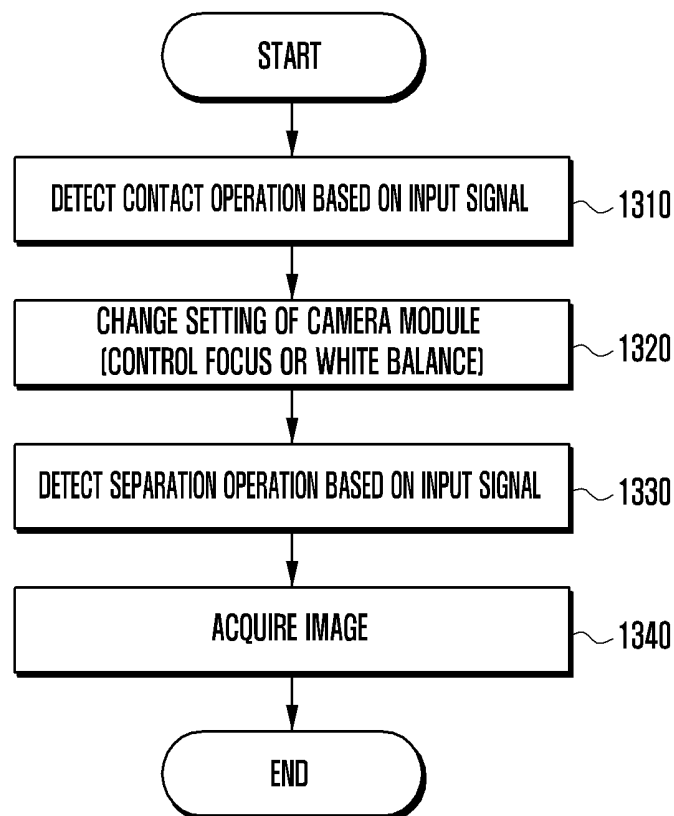 START
DETECT CONTACT OPERATION BASED ON INPUT SIGNAL
1310
CHANGE SETTING OF CAMERA MODULE
(CONTROL FOCUS OR WHITE BALANCE)
1320
DETECT SEPARATION OPERATION BASED ON INPUT SIGNAL
1330
ACQUIRE IMAGE
1340
END